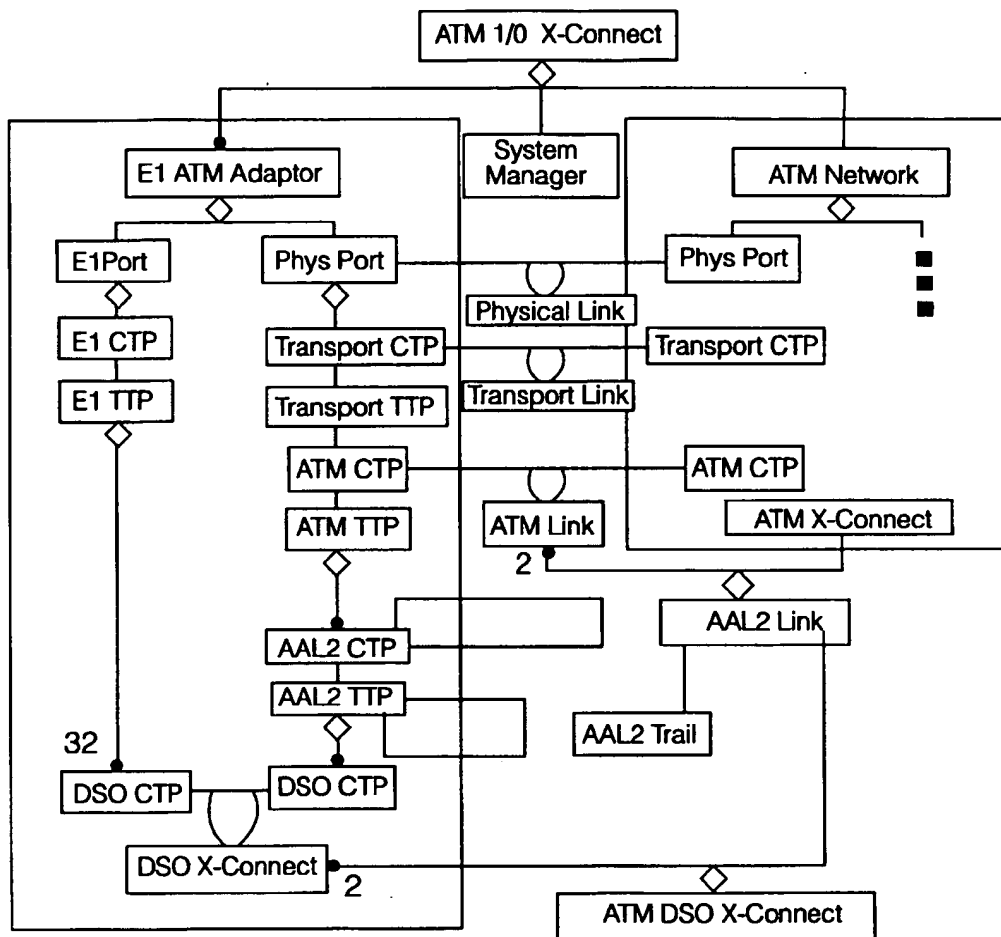 ATM 1/0 X-Connect
E1 ATM Adaptor
System
Manager
ATM Network
E1Port
Phys Port
Phys Port
Physical Link
E1 CTP
Transport CTP
Transport CTP
E1 TTP
Transport TTP
Transport Link
ATM CTP
ATM CTP
ATM TTP
ATM Link
ATM X-Connect
2
AAL2 CTP
AAL2 Link
AAL2 TTP
AAL2 Trail
32
DSO CTP
DSO CTP
DSO X-Connect
2
ATM DSO X-Connect